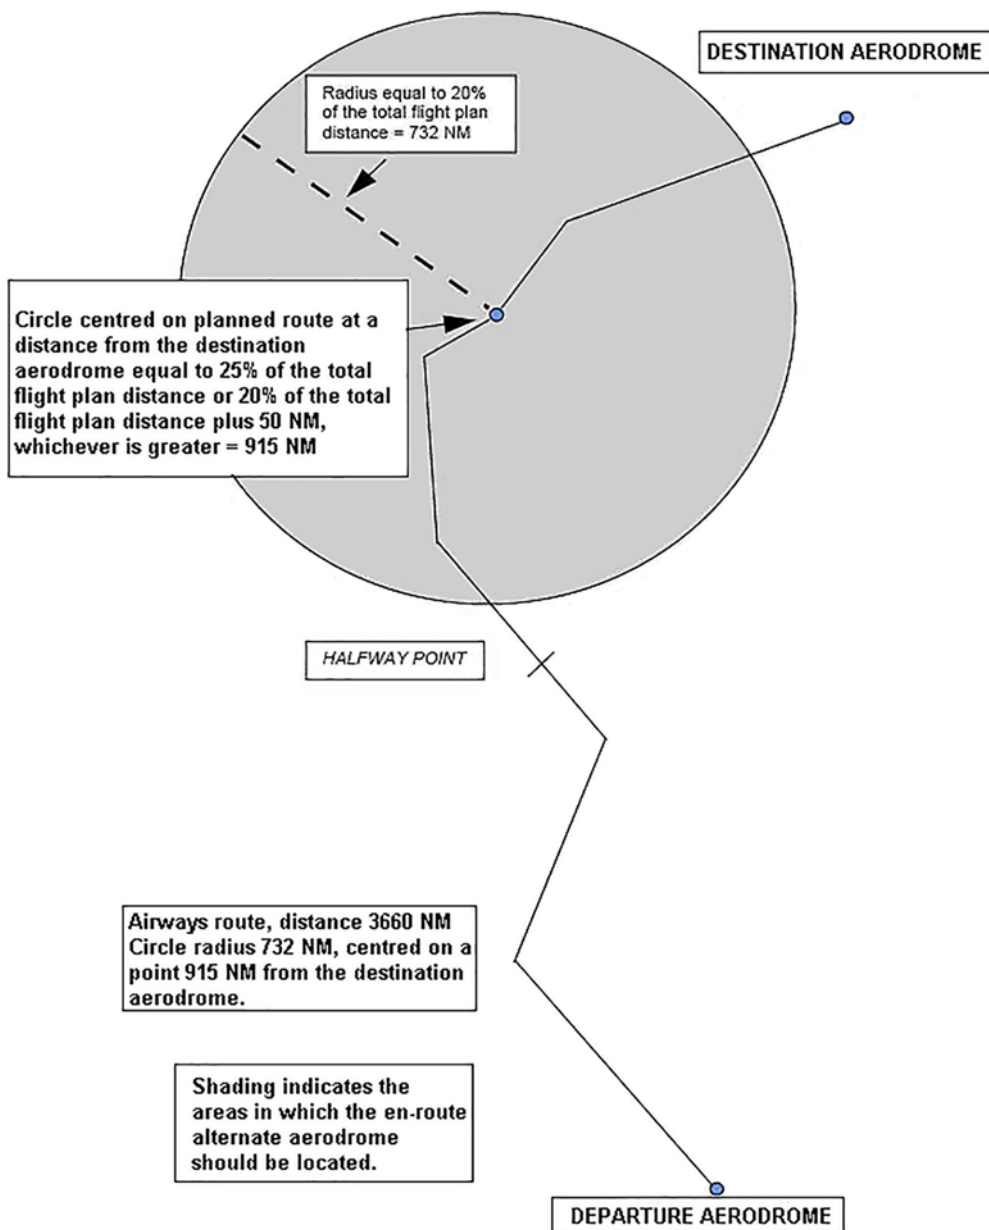 DESTINATION AERODROME
Radius equal to 20%
of the total flight plan
distance = 732 NM
Circle centred on planned route at a
distance from the destination
aerodrome equal to 25% of the total
flight plan distance or 20% of the total
flight plan distance plus 50 NM,
whichever is greater = 915 NM
HALFWAY POINT
Airways route, distance 3660 NM
Circle radius 732 NM, centred on a
point 915 NM from the destination
aerodrome.
Shading indicates the
areas in which the en-route
alternate aerodrome
should be located.
DEPARTURE AERODROME